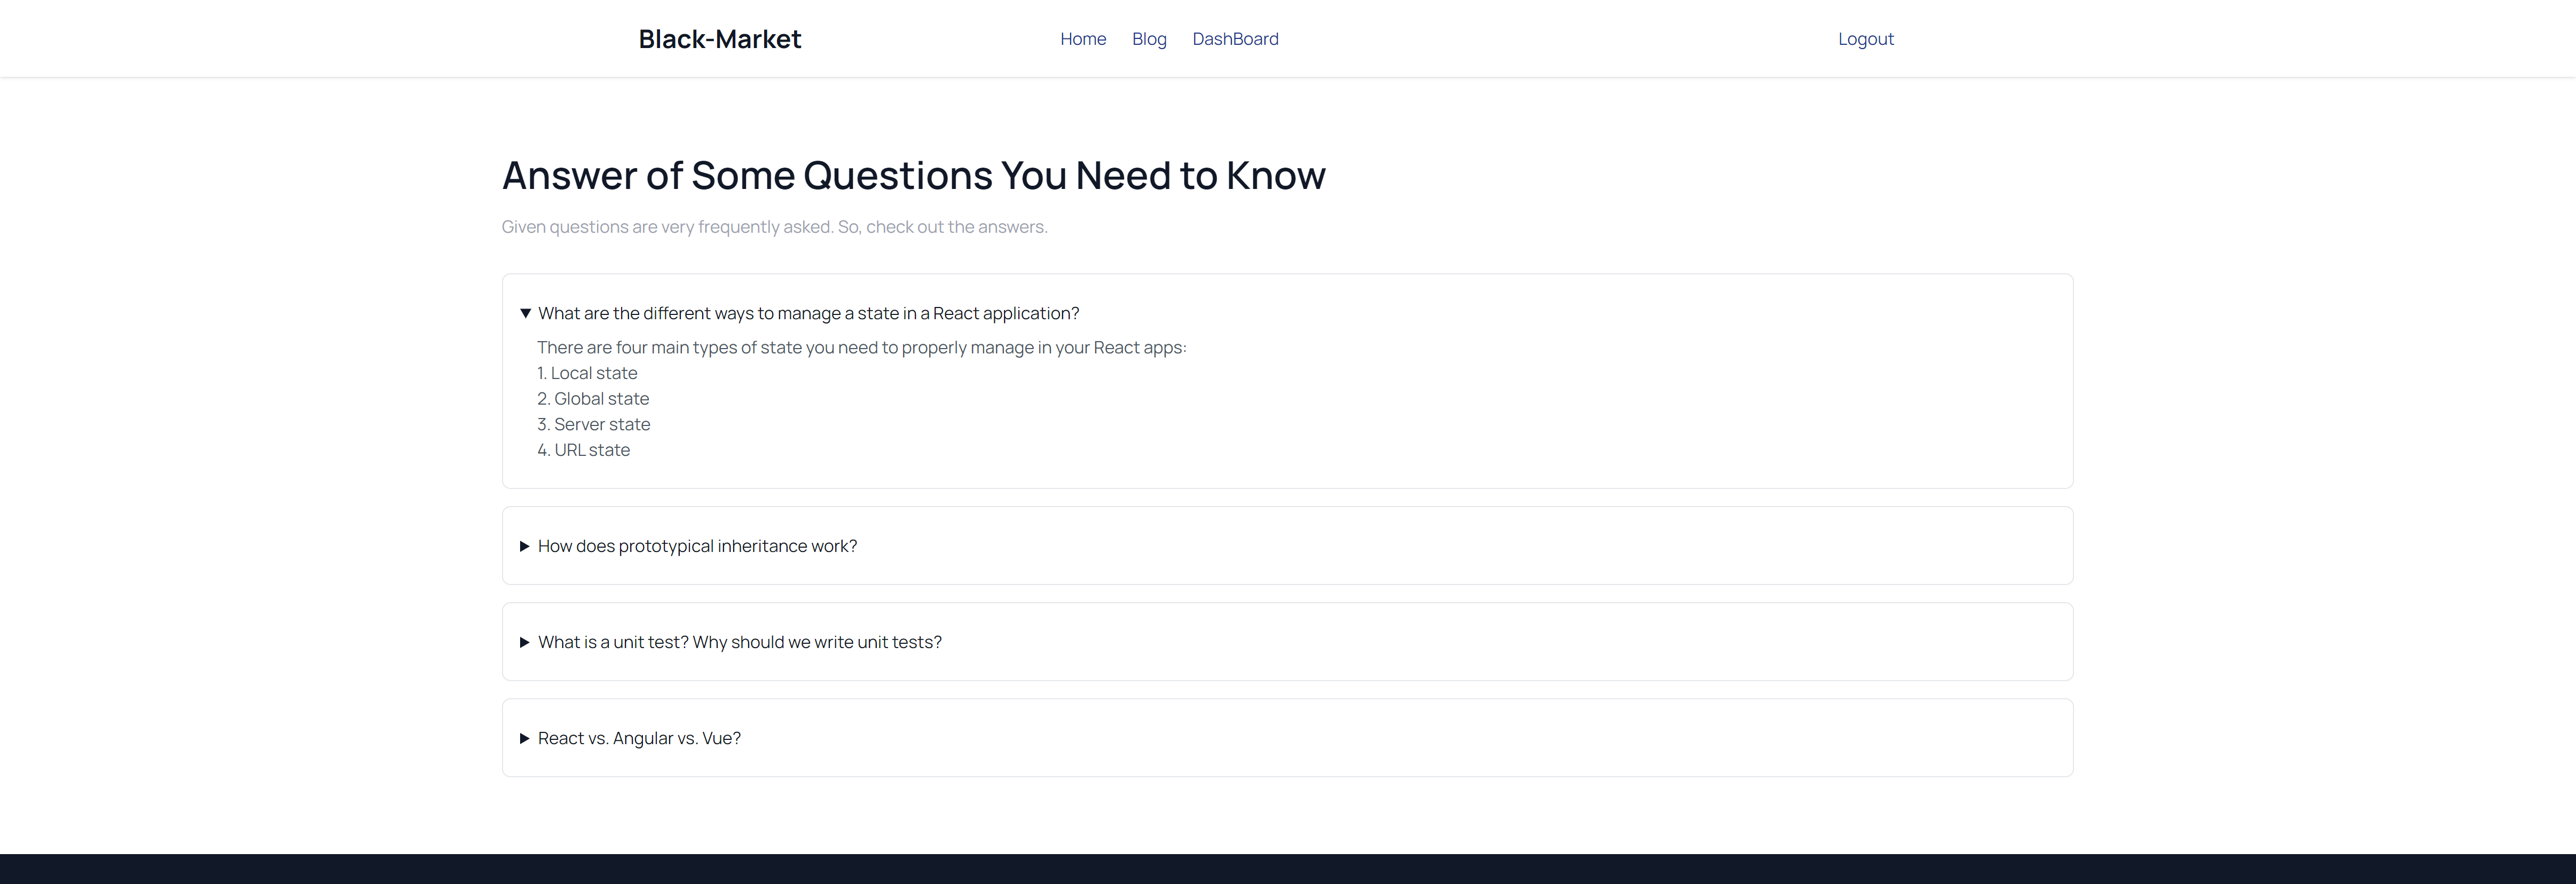 Black-Market
Home Blog DashBoard
Logout
Answer of Some Questions You Need to Know
Given questions are very frequently asked. So, check out the answers.
What are the different ways to manage a state in a React application?
There are four main types of state you need to properly manage in your React apps:
1. Local state
2. Global state
3. Server state
4. URL state
How does prototypical inheritance work?
What is a unit test? Why should we write unit tests?
React vs. Angular vs. Vue?